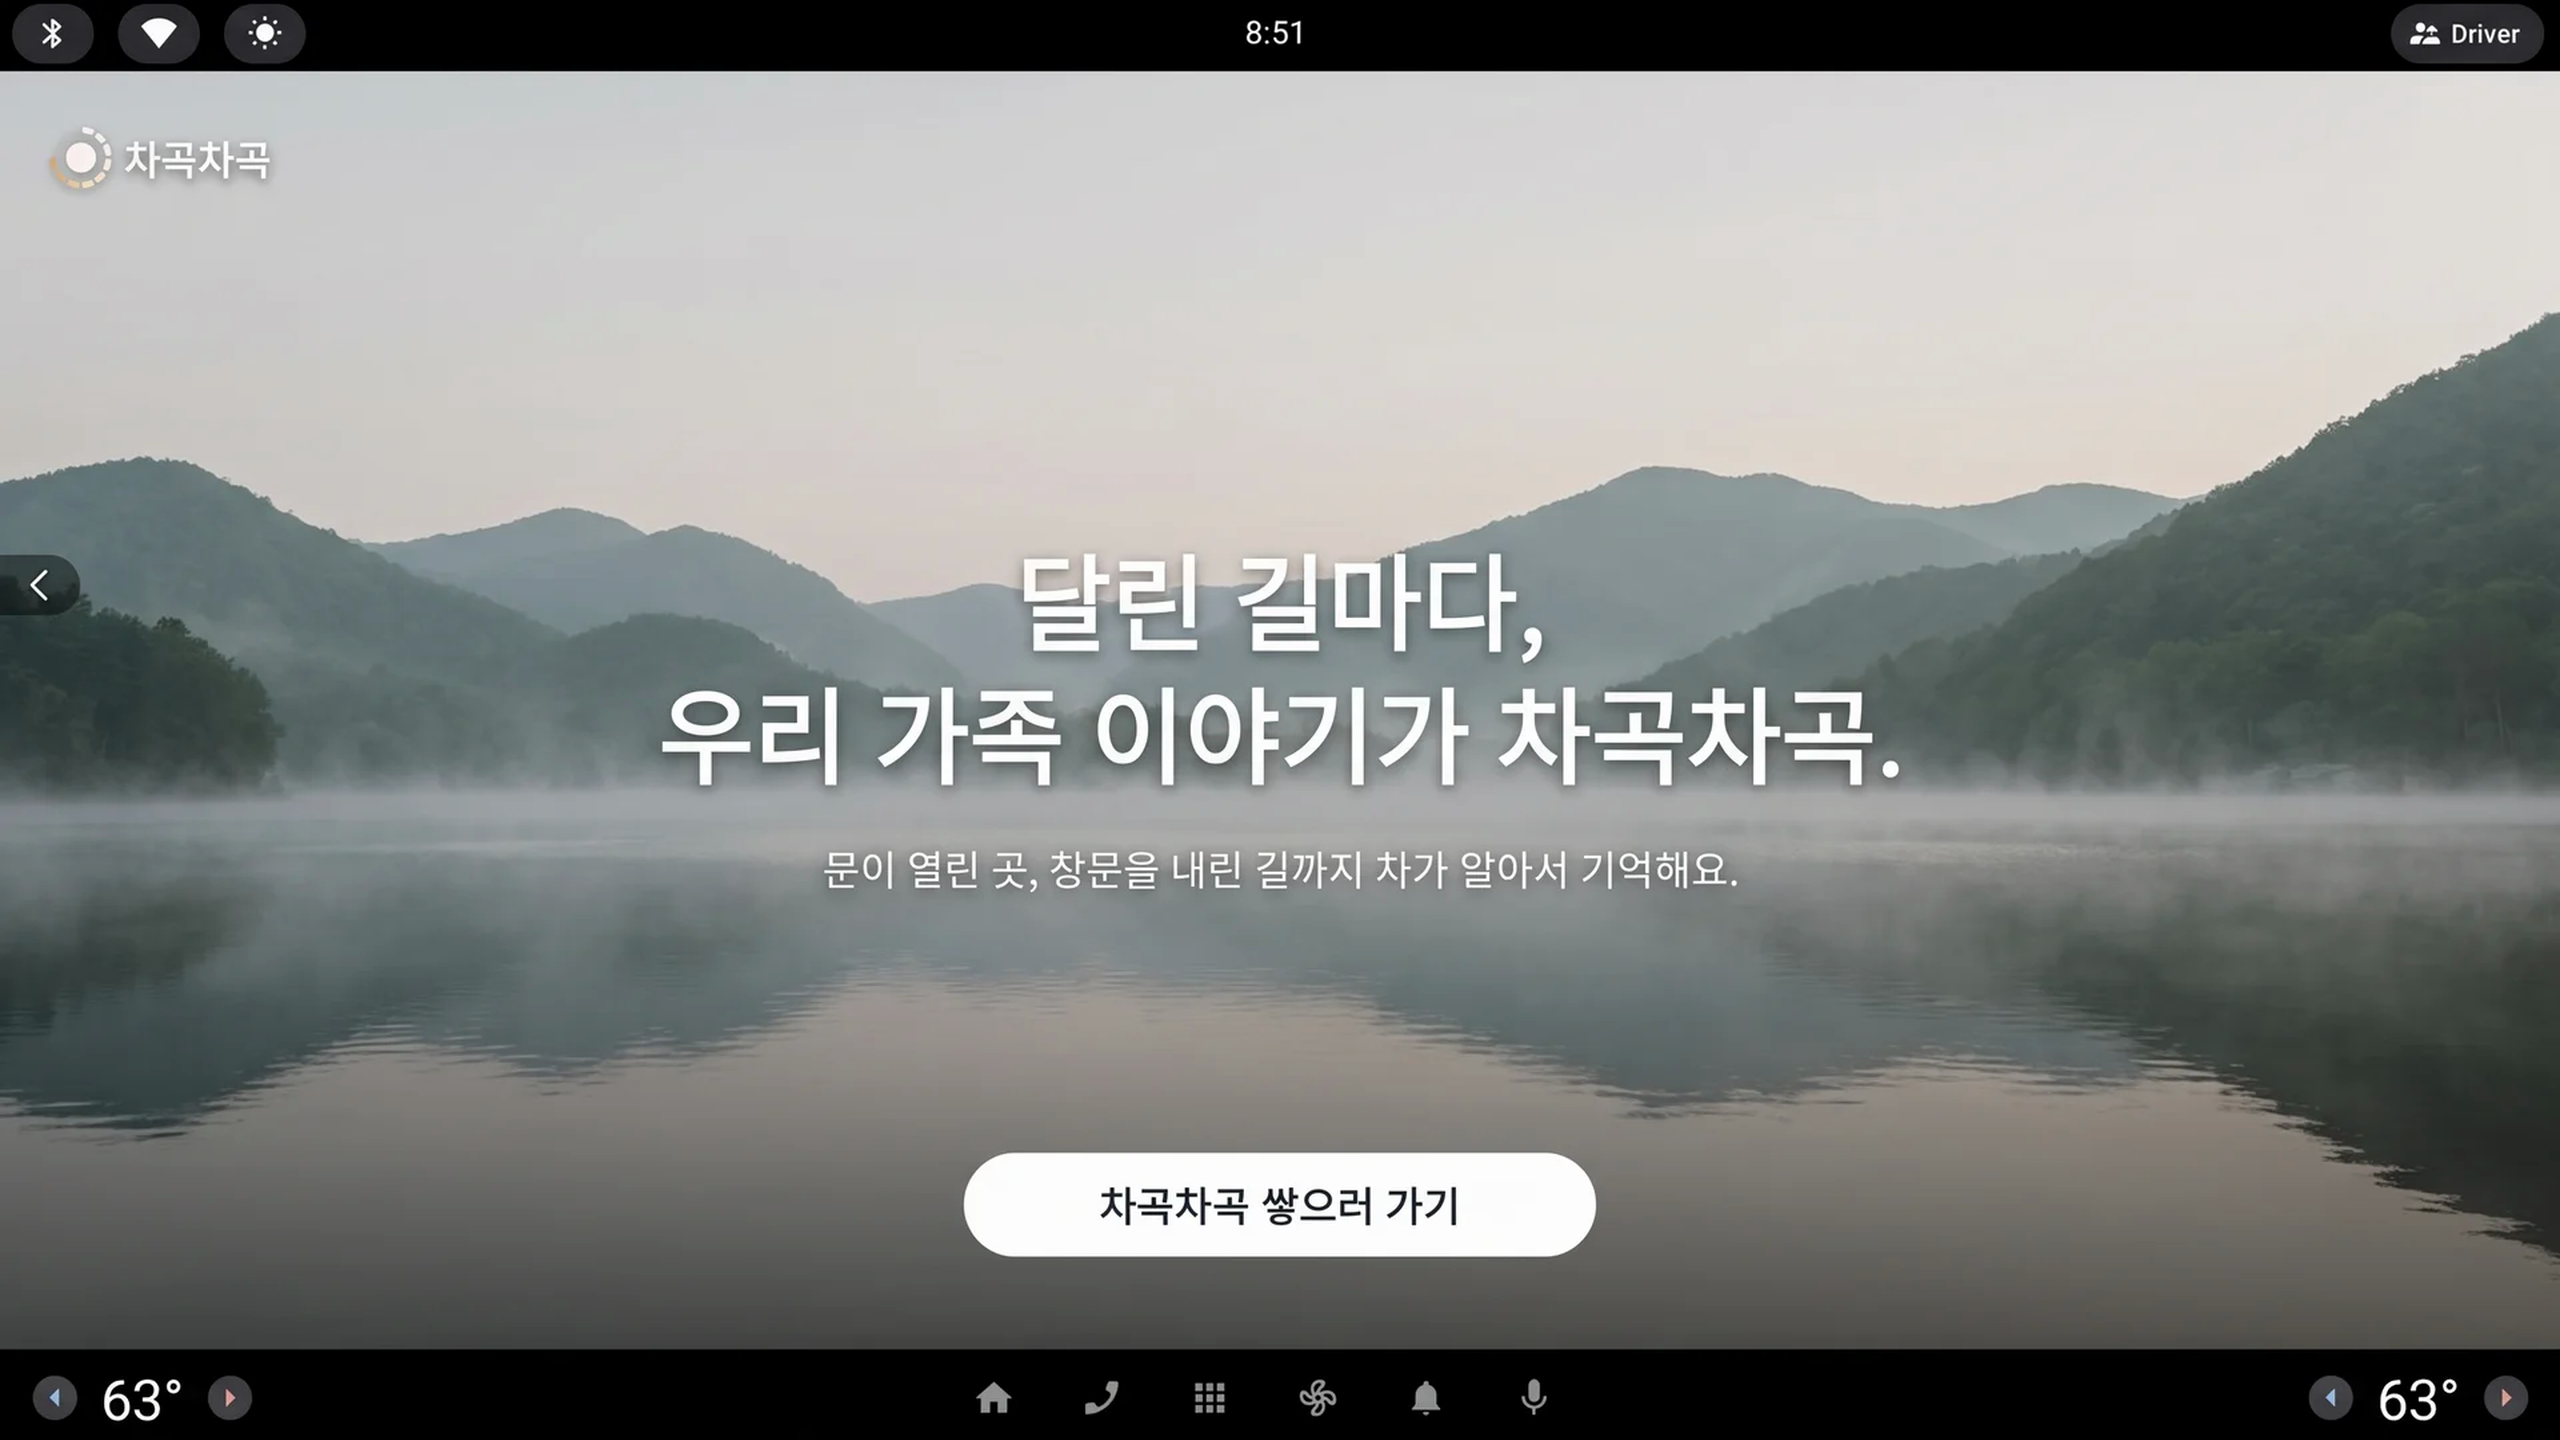 8:51
Driver
차곡차곡
달린 길마다,
우리 가족 이야기가 차곡차곡.
문이 열린 곳, 창문을 내린 길까지 차가 알아서 기억해요.
차곡차곡 쌓으러 가기
63°
63°